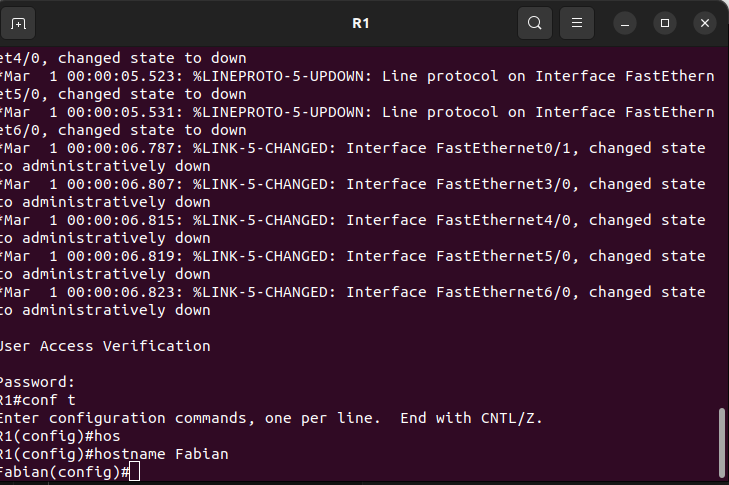 R1
et4/0, changed state to down
*Mar  1 00:00:05.523: %LINEPROTO-5-UPDOWN: Line protocol on Interface FastEthern
et5/0, changed state to down
*Mar  1 00:00:05.531: %LINEPROTO-5-UPDOWN: Line protocol on Interface FastEthern
et6/0, changed state to down
*Mar  1 00:00:06.787: %LINK-5-CHANGED: Interface FastEthernet0/1, changed state
to administratively down
*Mar  1 00:00:06.807: %LINK-5-CHANGED: Interface FastEthernet3/0, changed state
to administratively down
*Mar  1 00:00:06.815: %LINK-5-CHANGED: Interface FastEthernet4/0, changed state
to administratively down
*Mar  1 00:00:06.819: %LINK-5-CHANGED: Interface FastEthernet5/0, changed state
to administratively down
*Mar  1 00:00:06.823: %LINK-5-CHANGED: Interface FastEthernet6/0, changed state
to administratively down
User Access Verification
Password:
R1#conf t
Enter configuration commands, one per line.  End with CNTL/Z.
R1(config)#hos
R1(config)#hostname Fabian
Fabian(config)#